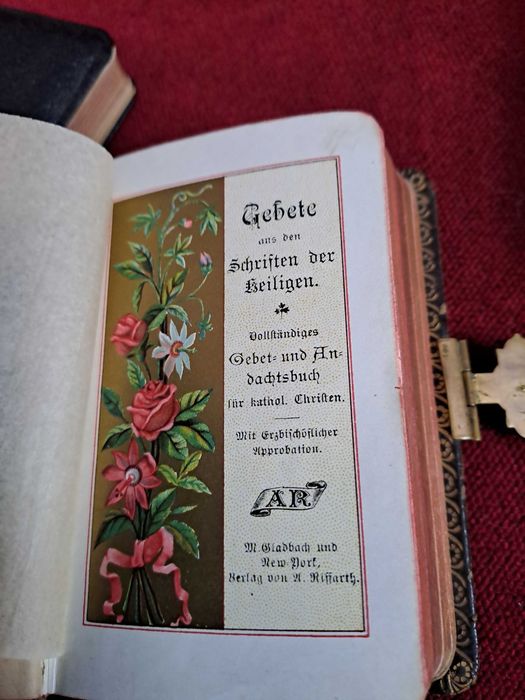 Gebete
aus den
Schriften der
Heiligen.
Vollständiges
Gebet- und An-
dachtsbuch
für kathol. Christen.
Mit Erzbischöflicher
Approbation.
AR
M. Gladbach und
New-York,
Verlag von A. Riffarth.